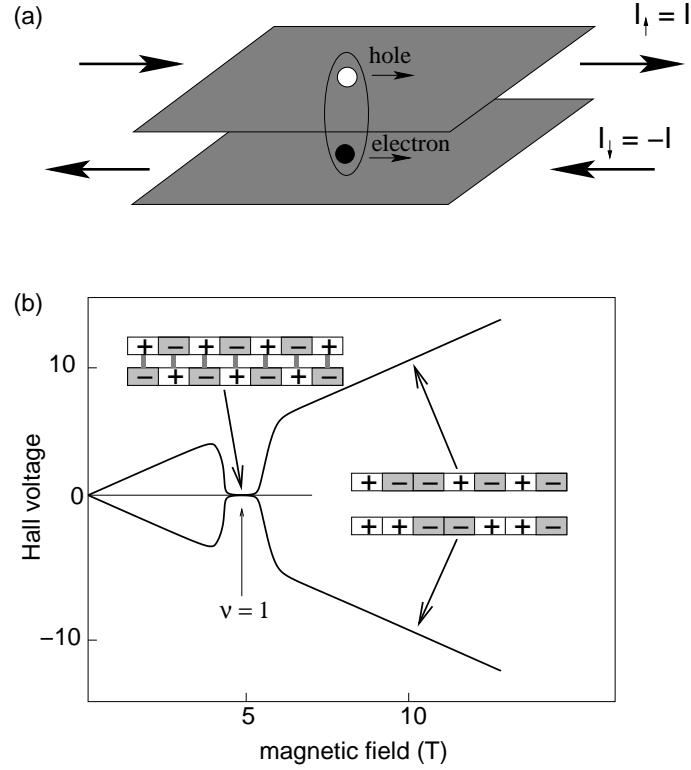 (a)
I↑ = I
hole
electron
I↓ = −I
(b)
+ − + − + − +
− + − + − + −
10
+ − − + − + −
0
+ + − − + + −
ν = 1
−10
5
10
Hall voltage
magnetic field (T)